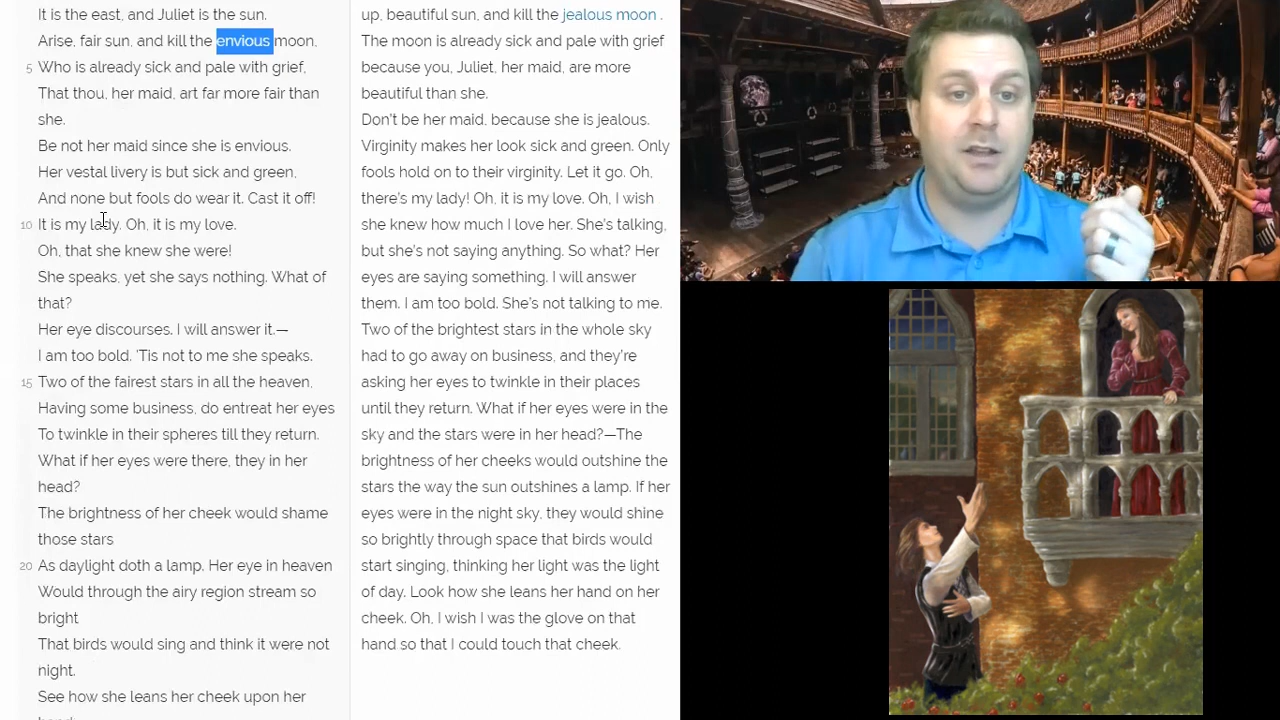 It is the east, and Juliet is the sun.
Arise, fair sun, and kill the envious moon,
5 Who is already sick and pale with grief,
That thou, her maid, art far more fair than
she.
Be not her maid since she is envious.
Her vestal livery is but sick and green,
And none but fools do wear it. Cast it off!
10 It is my lady. Oh, it is my love.
Oh, that she knew she were!
She speaks, yet she says nothing. What of
that?
Her eye discourses. I will answer it.—
I am too bold. 'Tis not to me she speaks.
15 Two of the fairest stars in all the heaven,
Having some business, do entreat her eyes
To twinkle in their spheres till they return.
What if her eyes were there, they in her
head?
The brightness of her cheek would shame
those stars
20 As daylight doth a lamp. Her eye in heaven
Would through the airy region stream so
bright
That birds would sing and think it were not
night.
See how she leans her cheek upon her
up, beautiful sun, and kill the jealous moon .
The moon is already sick and pale with grief
because you, Juliet, her maid, are more
beautiful than she.
Don't be her maid, because she is jealous.
Virginity makes her look sick and green. Only
fools hold on to their virginity. Let it go. Oh,
there's my lady! Oh, it is my love. Oh, I wish
she knew how much I love her. She's talking,
but she's not saying anything. So what? Her
eyes are saying something. I will answer
them. I am too bold. She's not talking to me.
Two of the brightest stars in the whole sky
had to go away on business, and they're
asking her eyes to twinkle in their places
until they return. What if her eyes were in the
sky and the stars were in her head?—The
brightness of her cheeks would outshine the
stars the way the sun outshines a lamp. If her
eyes were in the night sky, they would shine
so brightly through space that birds would
start singing, thinking her light was the light
of day. Look how she leans her hand on her
cheek. Oh, I wish I was the glove on that
hand so that I could touch that cheek.